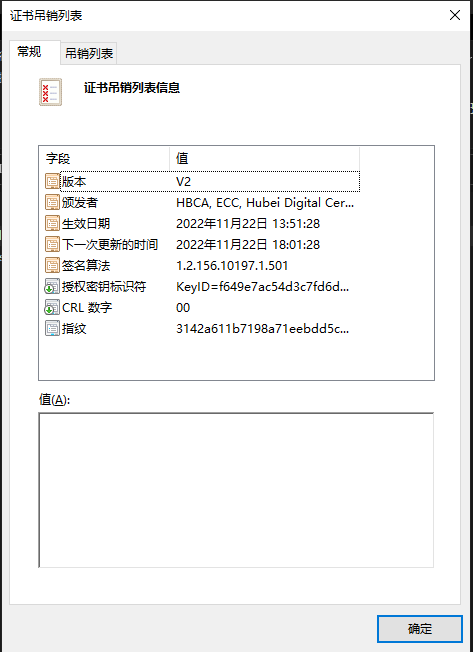 证书吊销列表
常规 吊销列表
证书吊销列表信息
字段 值
版本 V2
颁发者 HBCA, ECC, Hubei Digital Cer...
生效日期 2022年11月22日 13:51:28
下一次更新的时间 2022年11月22日 18:01:28
签名算法 1.2.156.10197.1.501
授权密钥标识符 KeyID=f649e7ac54d3c7fd6d...
CRL 数字 00
指纹 3142a611b7198a71eebdd5c...
值(A):
确定